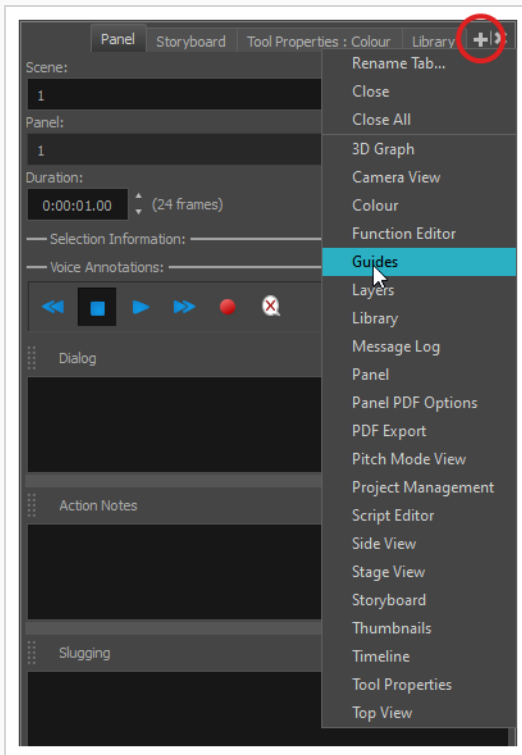 Panel Storyboard Tool Properties : Colour Library
Scene:
1
Panel:
1
Duration:
0:00:01.00 (24 frames)
Selection Information:
Voice Annotations:
Dialog
Action Notes
Slugging
Rename Tab...
Close
Close All
3D Graph
Camera View
Colour
Function Editor
Guides
Layers
Library
Message Log
Panel
Panel PDF Options
PDF Export
Pitch Mode View
Project Management
Script Editor
Side View
Stage View
Storyboard
Thumbnails
Timeline
Tool Properties
Top View